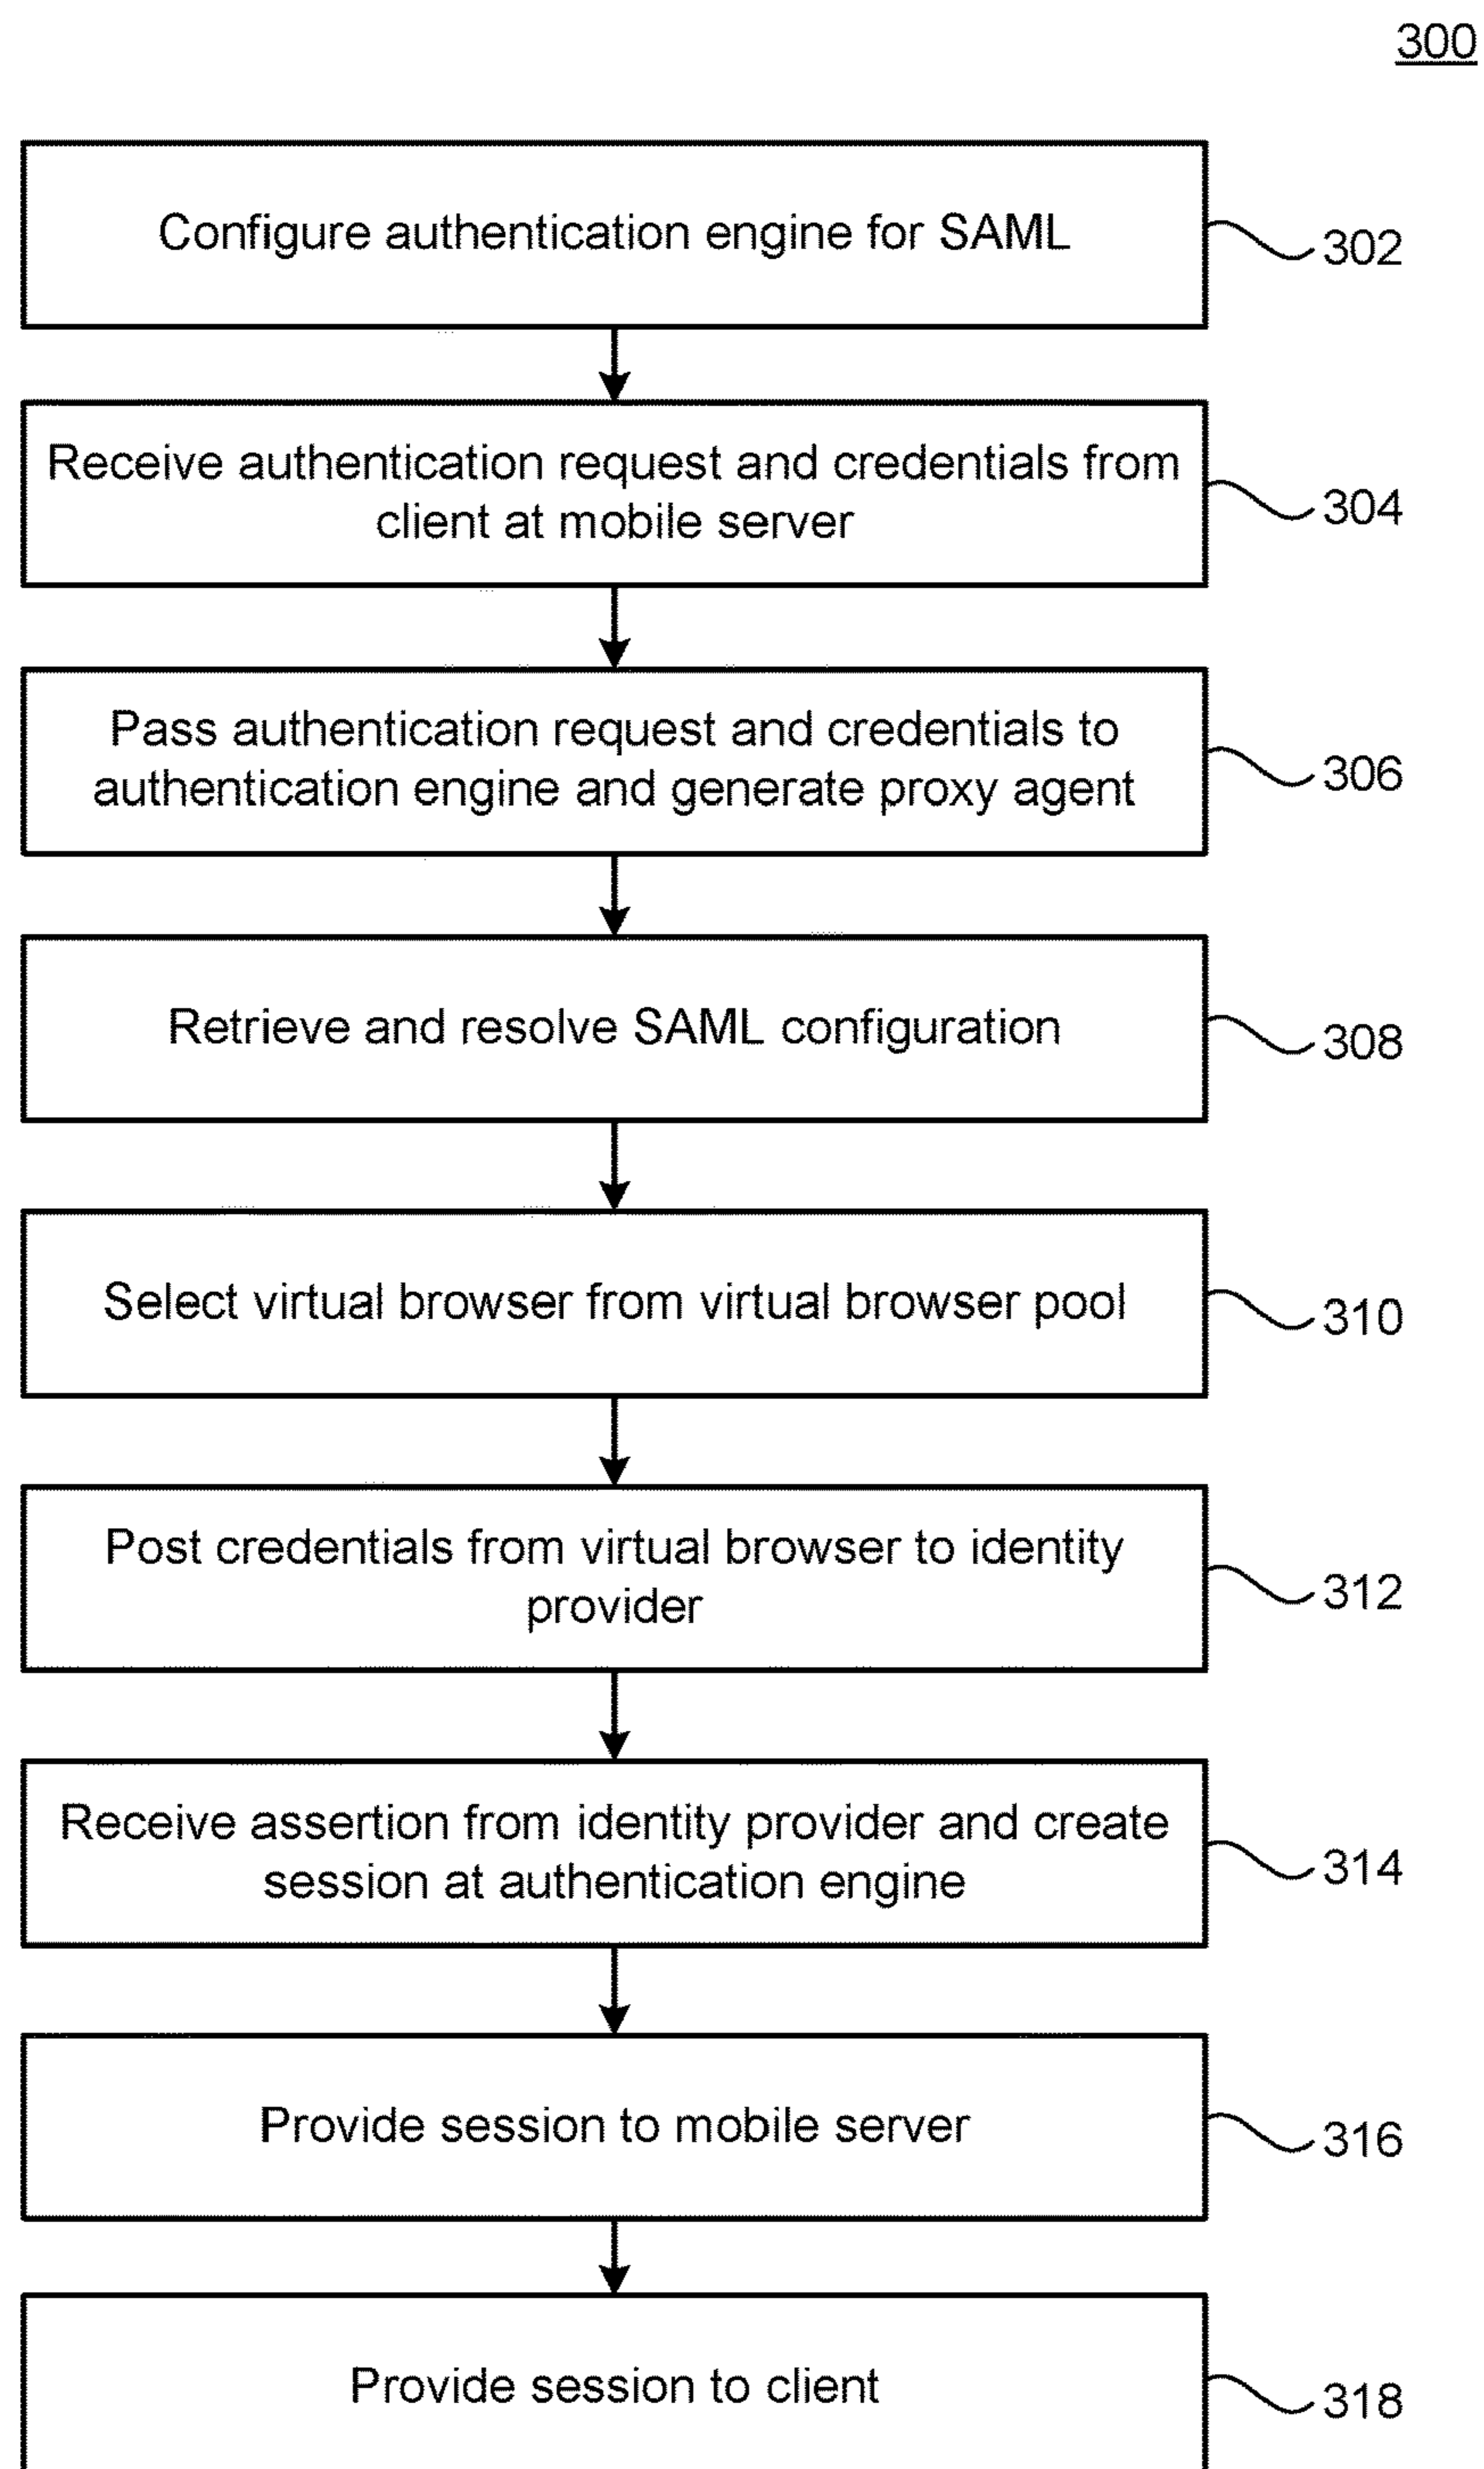 300
Configure authentication engine for SAML
302
Receive authentication request and credentials from
client at mobile server
304
Pass authentication request and credentials to
authentication engine and generate proxy agent
306
Retrieve and resolve SAML configuration
308
Select virtual browser from virtual browser pool
310
Post credentials from virtual browser to identity
provider
312
Receive assertion from identity provider and create
session at authentication engine
314
Provide session to mobile server
316
Provide session to client
318